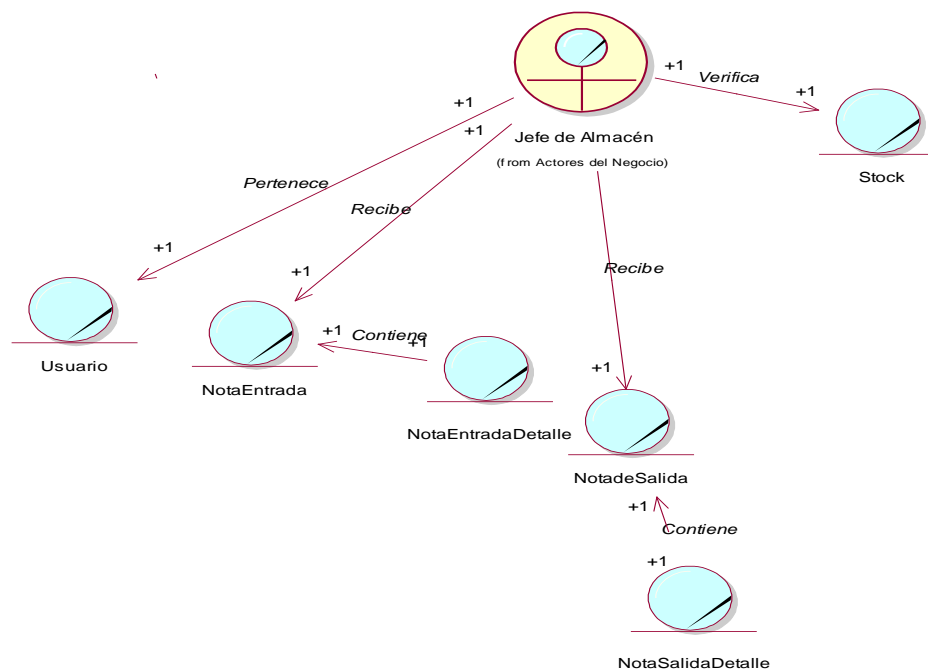 +1
Verifica
+1
+1
+1
Jefe de Almacén
(from Actores del Negocio)
Stock
Pertenece
Recibe
+1
+1
Recibe
+1
Contiene
+1
Usuario
NotaEntrada
+1
NotaEntradaDetalle
NotadeSalida
+1
Contiene
+1
NotaSalidaDetalle